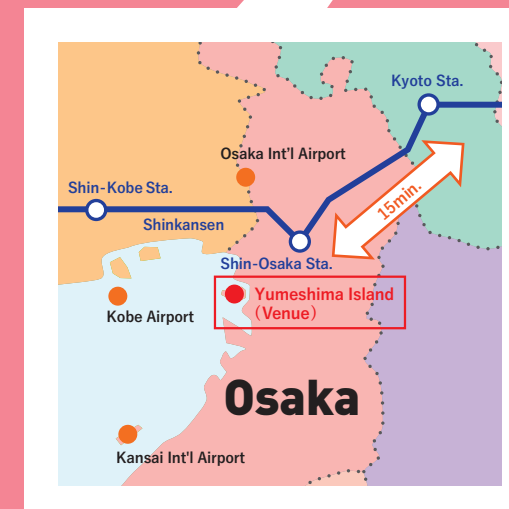 Kyoto Sta.
Osaka Int'l Airport
15min.
Shin-Kobe Sta.
Shinkansen
Shin-Osaka Sta.
Yumeshima Island
（Venue）
Kobe Airport
Osaka
Kansai Int'l Airport